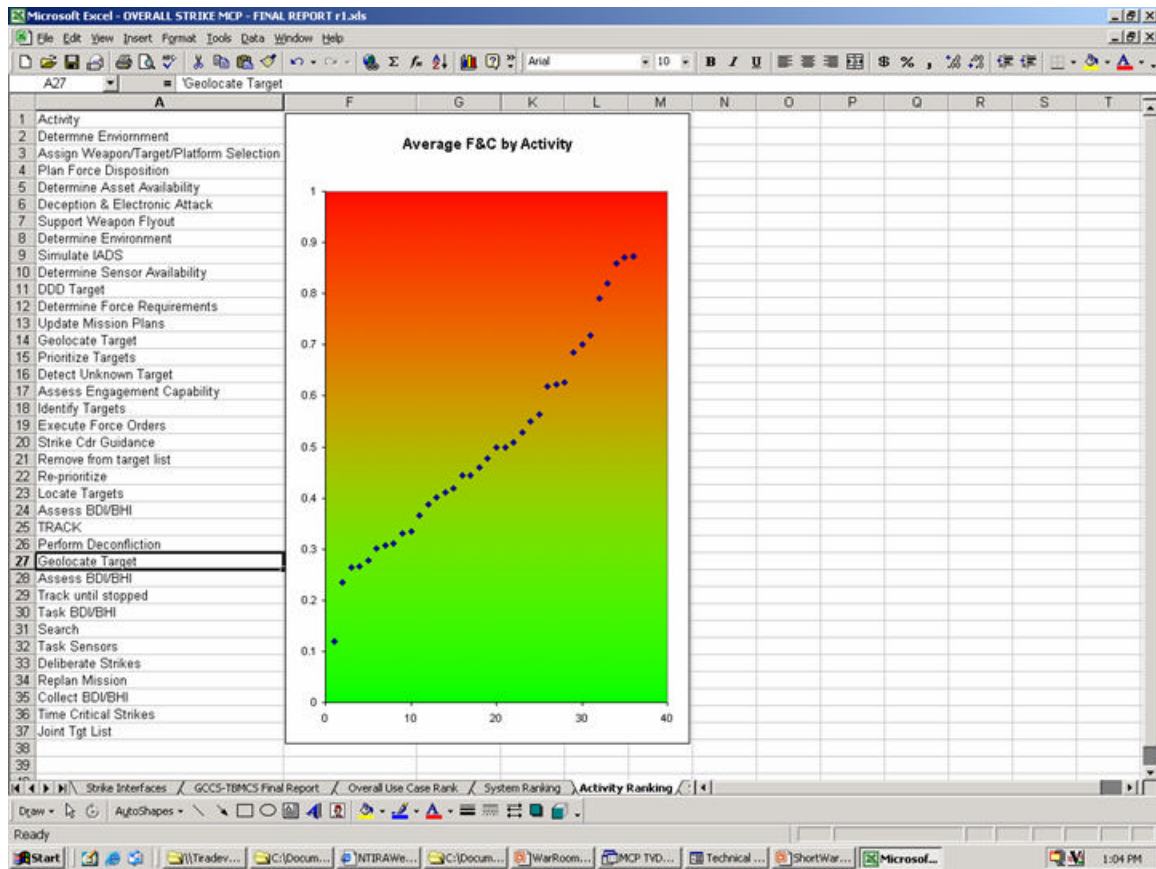 Microsoft Excel - OVERALL STRIKE MCP - FINAL REPORT r1.xls
File Edit View Insert Format Tools Data Window Help
Arial 10 B I U $ % ,
A27 = 'Geolocate Target
A F G K L M N O P Q R S T
1 Activity
2 Determne Enviornment
3 Assign Weapon/Target/Platform Selection
4 Plan Force Disposition
5 Determine Asset Availability
6 Deception & Electronic Attack
7 Support Weapon Flyout
8 Determine Environment
9 Simulate IADS
10 Determine Sensor Availability
11 DDD Target
12 Determine Force Requirements
13 Update Mission Plans
14 Geolocate Target
15 Prioritize Targets
16 Detect Unknown Target
17 Assess Engagement Capability
18 Identify Targets
19 Execute Force Orders
20 Strike Cdr Guidance
21 Remove from target list
22 Re-prioritize
23 Locate Targets
24 Assess BDI/BHI
25 TRACK
26 Perform Deconfliction
27 Geolocate Target
28 Assess BDI/BHI
29 Track until stopped
30 Task BDI/BHI
31 Search
32 Task Sensors
33 Deliberate Strikes
34 Replan Mission
35 Collect BDI/BHI
36 Time Critical Strikes
37 Joint Tgt List
38
39
Average F&C by Activity
1
0.9
0.8
0.7
0.6
0.5
0.4
0.3
0.2
0.1
0
0 10 20 30 40
Strike Interfaces / GCCS-TBMCS Final Report / Overall Use Case Rank / System Ranking \ Activity Ranking /
Draw AutoShapes
Ready
Start \\Tradev... C:\Docum... NTIRAWe... C:\Docum... WarRoom... MCP TVD... Technical ... ShortWar... Microsof... 1:04 PM